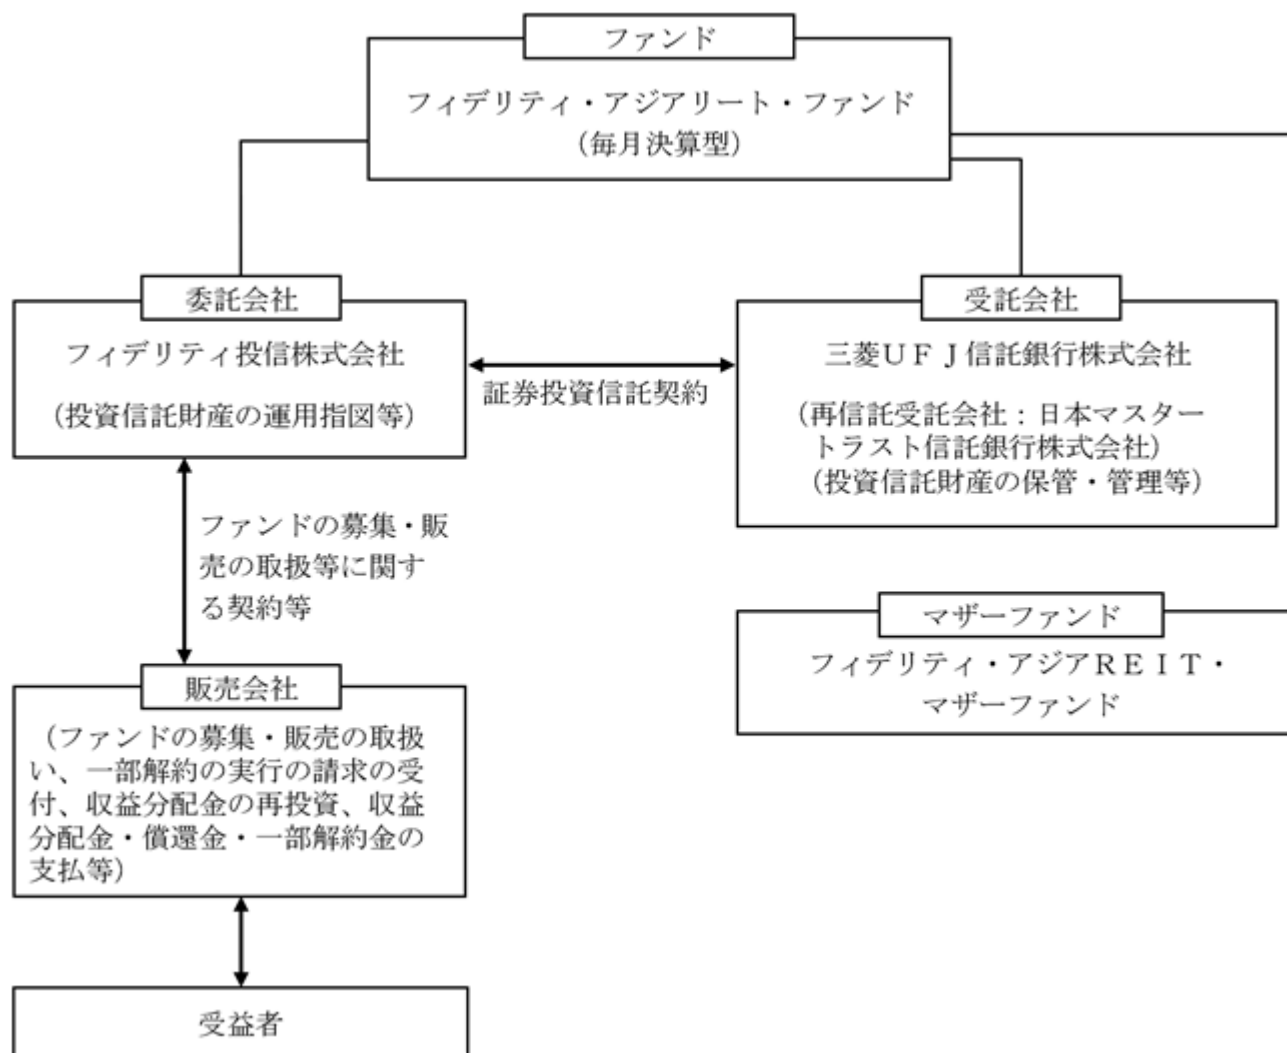 ファンド
フィデリティ・アジアリート・ファンド
（毎月決算型）
委託会社
フィデリティ投信株式会社
（投資信託財産の運用指図等）
証券投資信託契約
受託会社
三菱ＵＦＪ信託銀行株式会社
（再信託受託会社：日本マスター
トラスト信託銀行株式会社）
（投資信託財産の保管・管理等）
ファンドの募集・販
売の取扱等に関す
る契約等
マザーファンド
フィデリティ・アジアＲＥＩＴ・
マザーファンド
販売会社
（ファンドの募集・販売の取扱
い、一部解約の実行の請求の受
付、収益分配金の再投資、収益
分配金・償還金・一部解約金の
支払等）
受益者